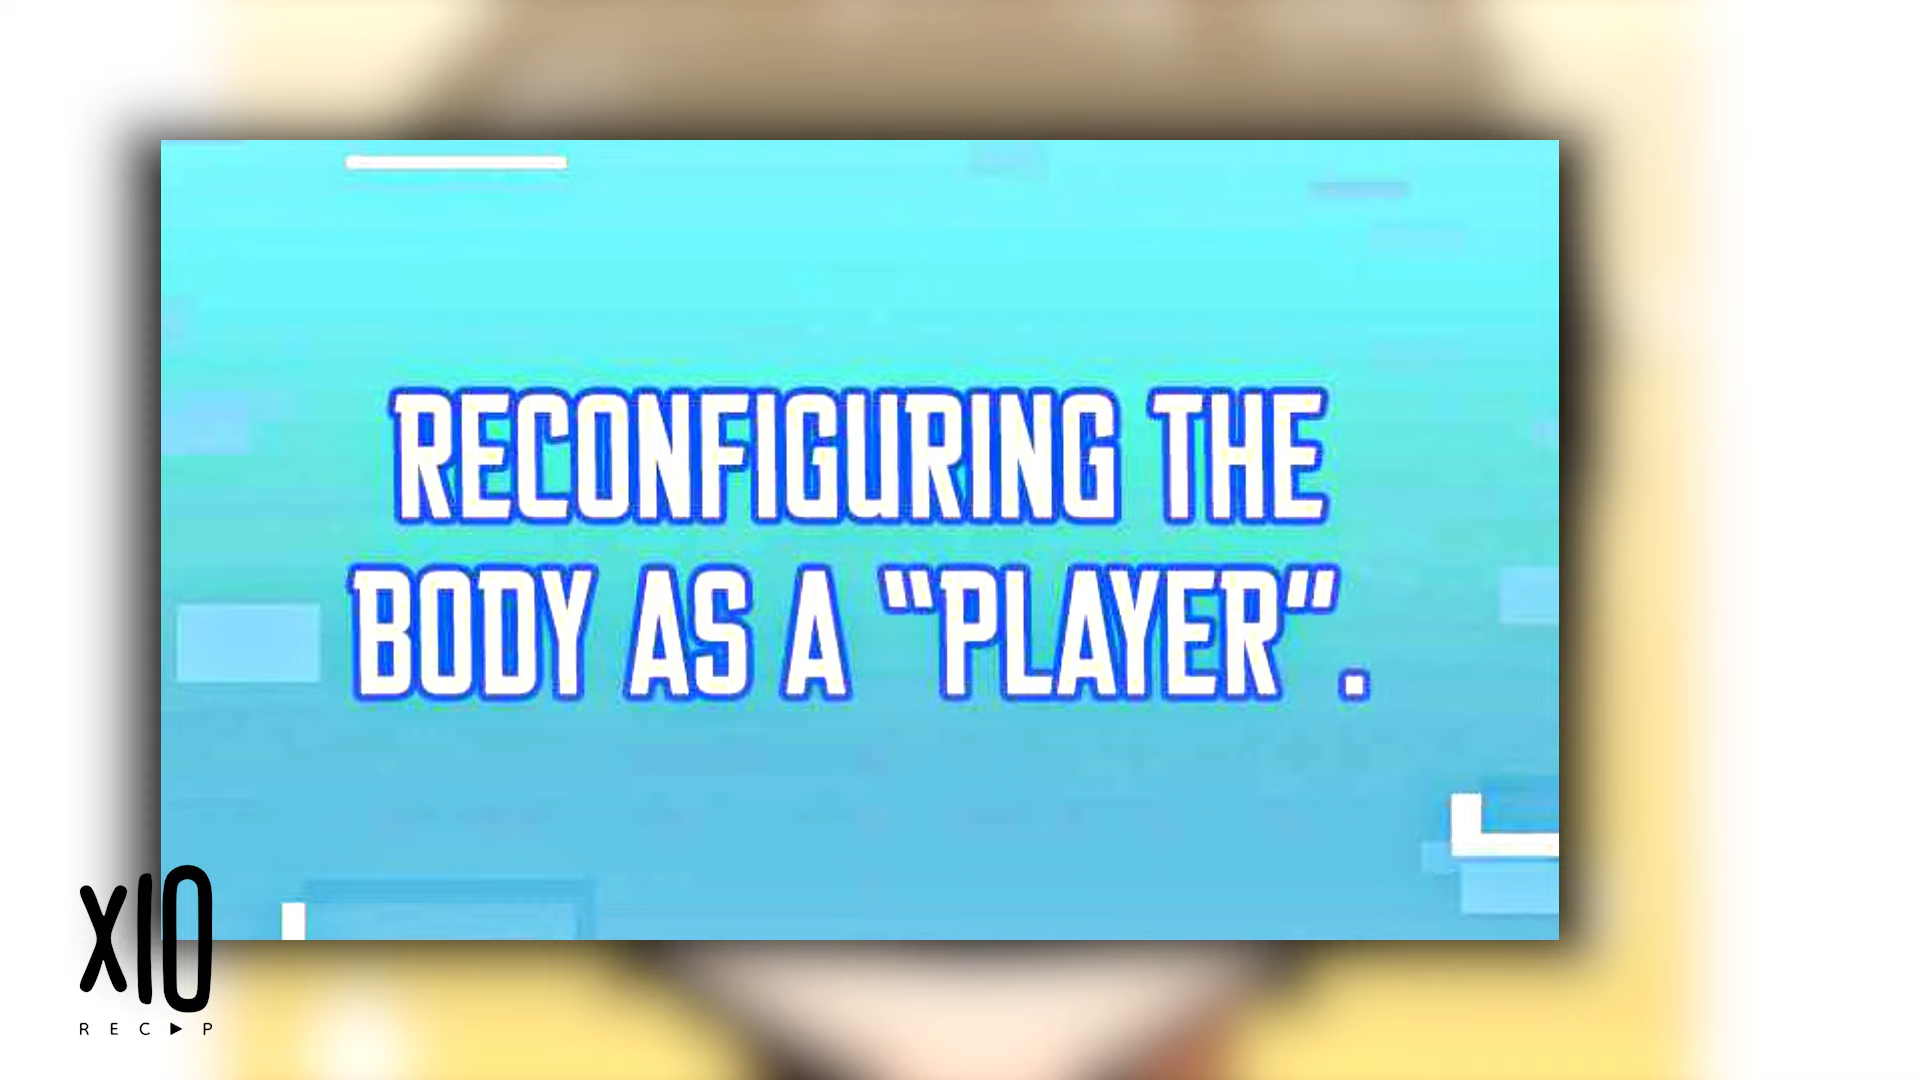 RECONFIGURING THE
BODY AS A “PLAYER”.
X10
RECAP